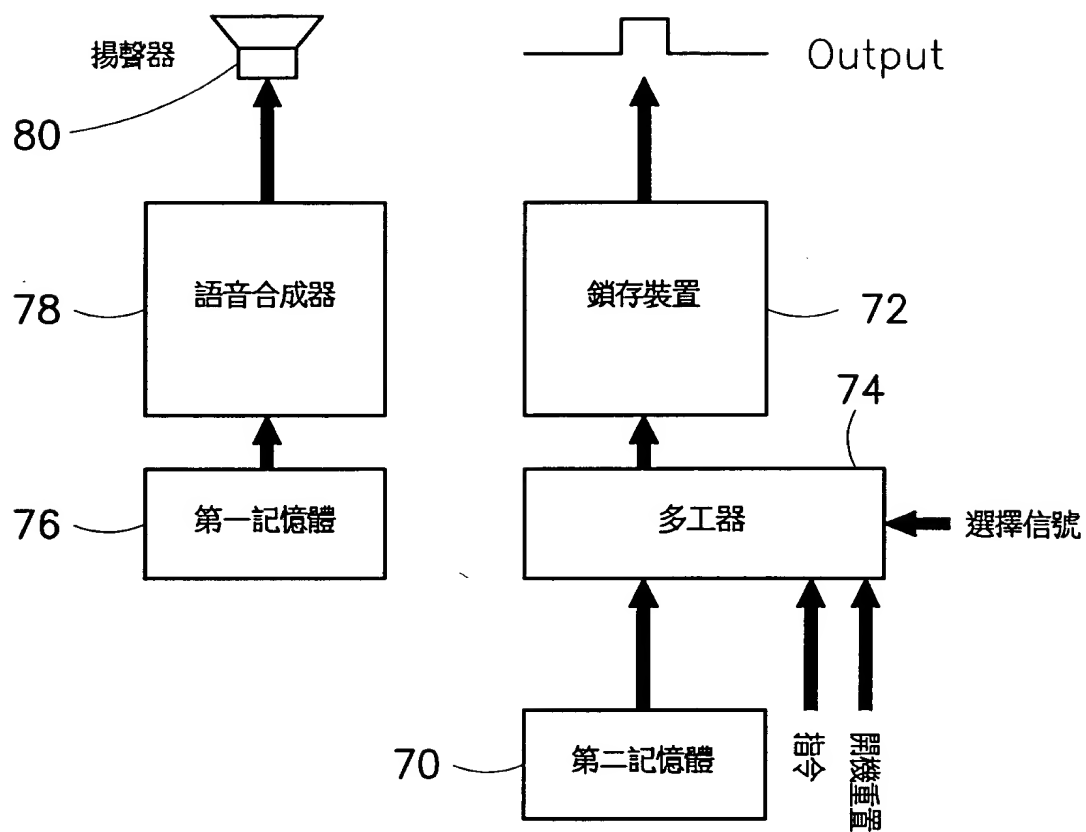 揚聲器
Output
80
語音合成器
鎖存裝置
78
72
74
第一記憶體
多工器
76
選擇信號
第二記憶體
70
指令
開機重置